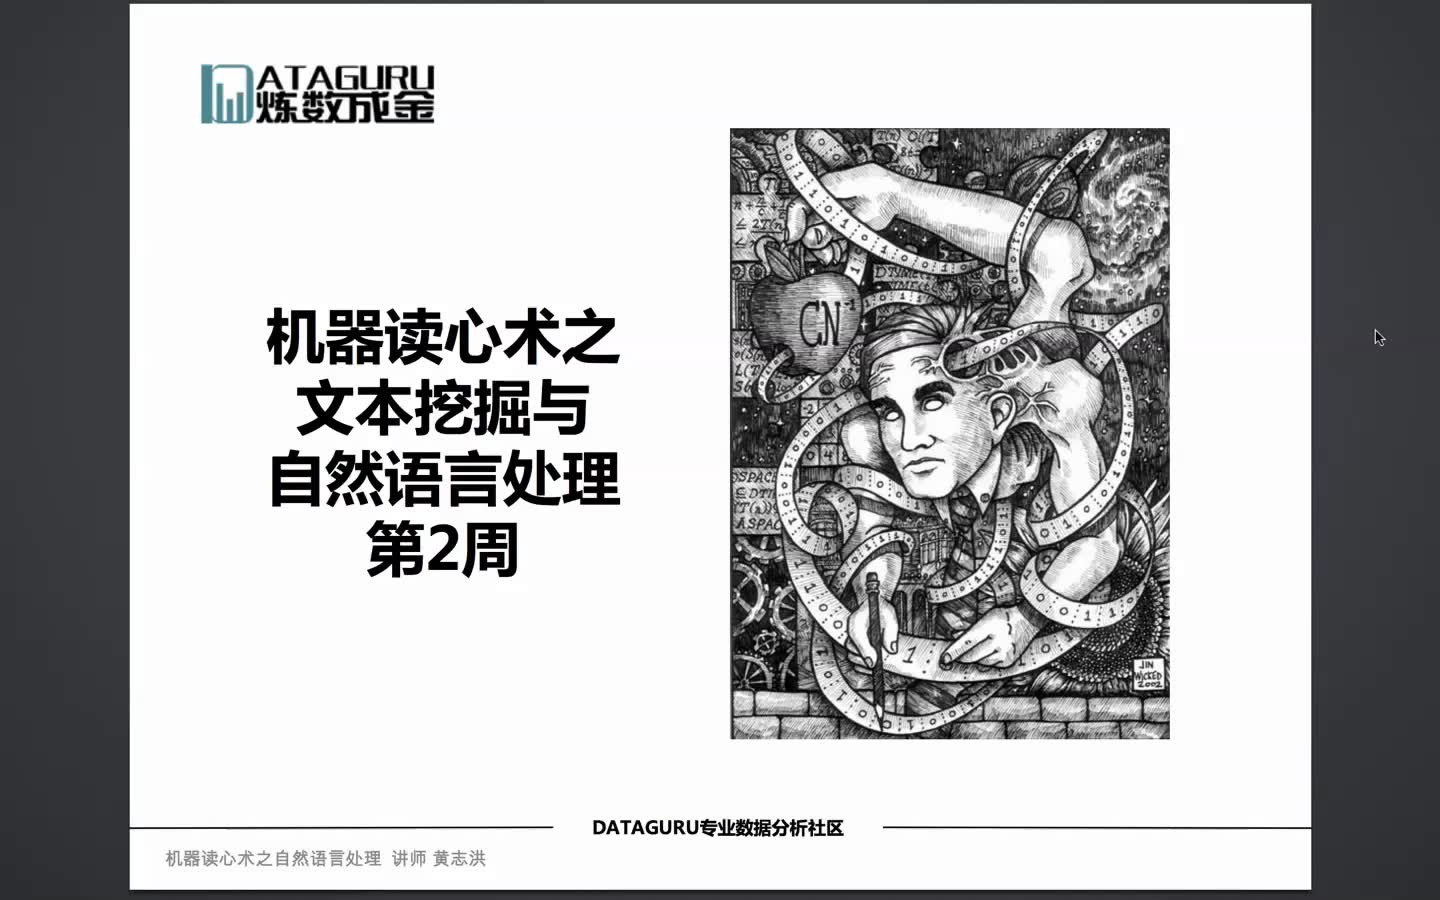 DATAGURU
炼数成金
机器读心术之
文本挖掘与
自然语言处理
第2周
CN⁻¹
JIN
WICKED
2002
DATAGURU专业数据分析社区
机器读心术之自然语言处理 讲师 黄志洪